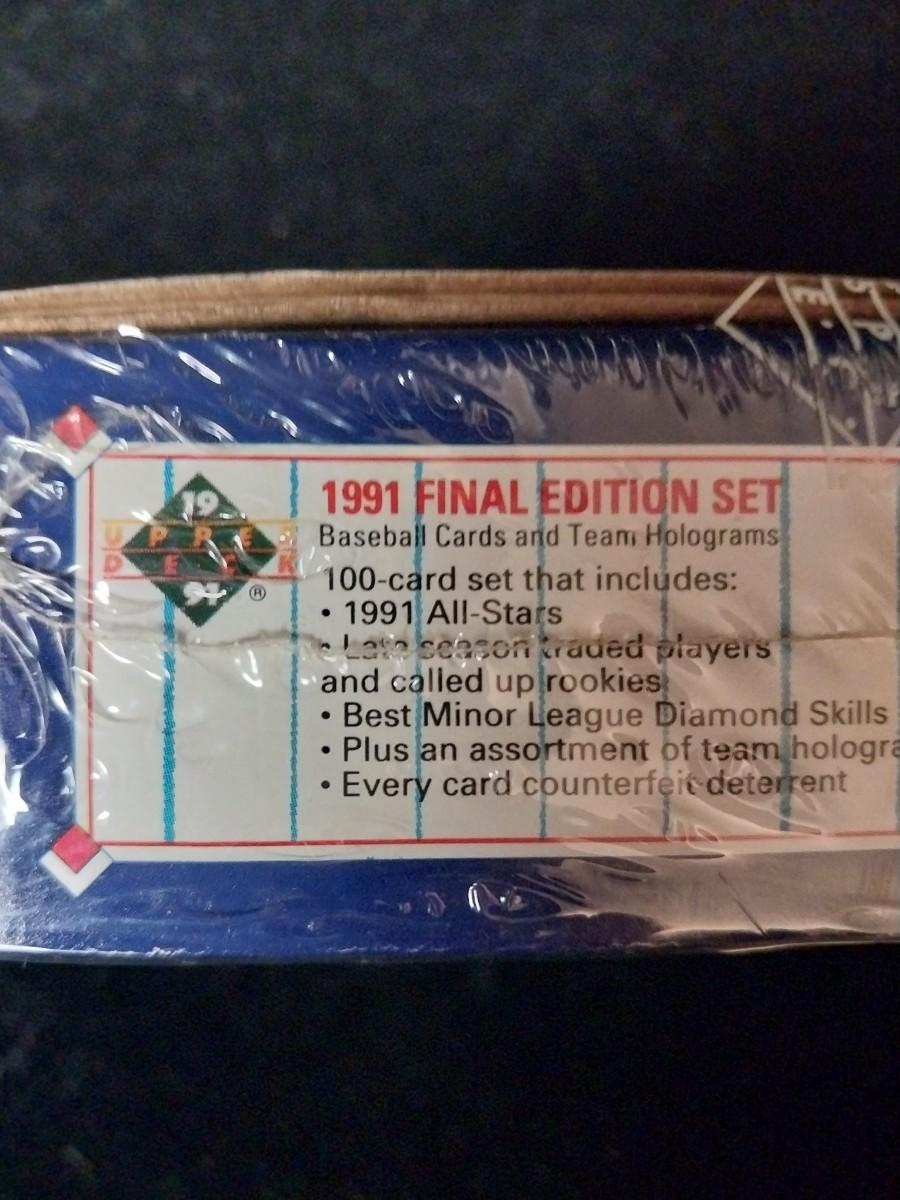 19
UPPER
DECK
91 ®
1991 FINAL EDITION SET
Baseball Cards and Team Holograms
100-card set that includes:
• 1991 All-Stars
• Late season traded players
and called up rookies
• Best Minor League Diamond Skills
• Plus an assortment of team hologra
• Every card counterfeit deterrent